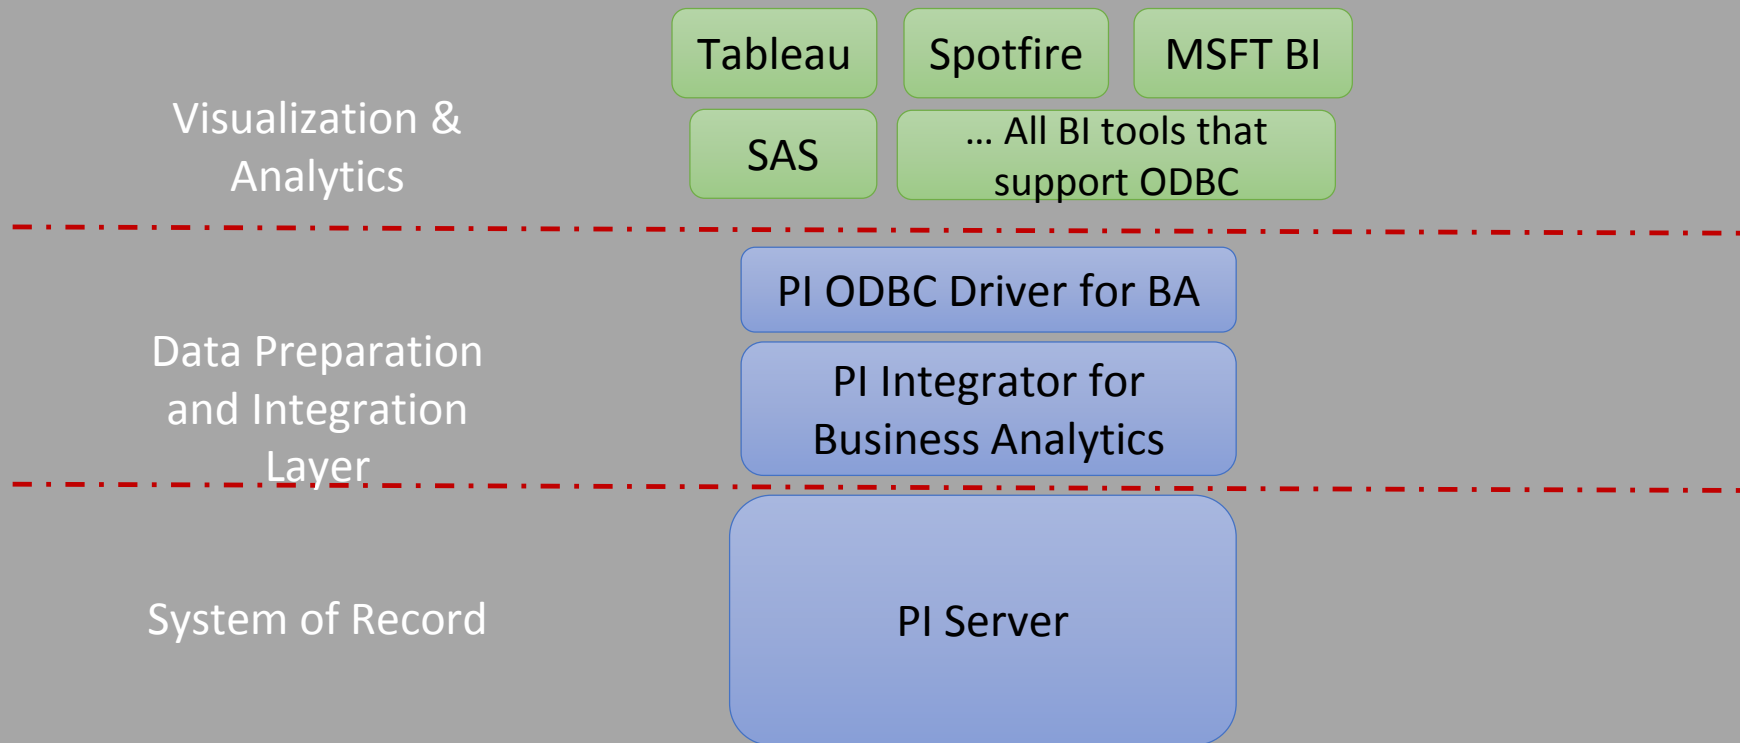 Tableau
Spotfire
MSFT BI
Visualization &
Analytics
SAS
... All BI tools that
support ODBC
PI ODBC Driver for BA
Data Preparation
and Integration
Layer
PI Integrator for
Business Analytics
System of Record
PI Server